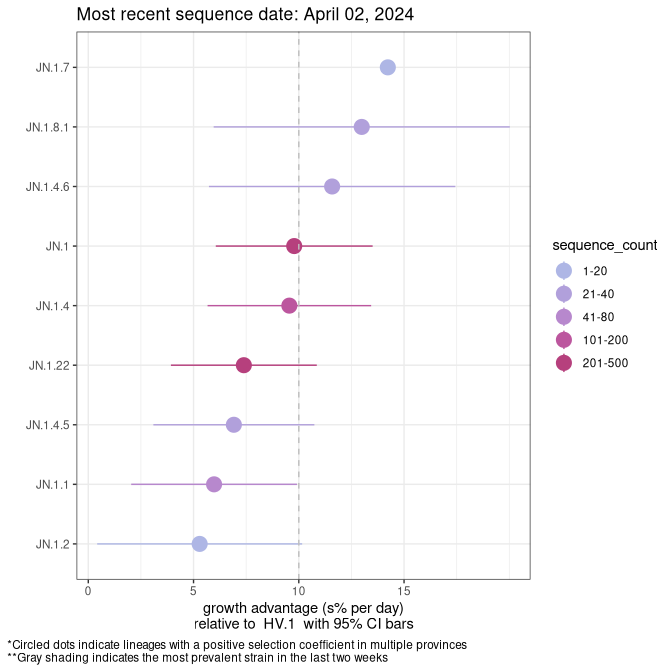 Most recent sequence date: April 02, 2024
JN.1.7
JN.1.8.1
JN.1.4.6
JN.1
JN.1.4
JN.1.22
JN.1.4.5
JN.1.1
JN.1.2
0 5 10 15
growth advantage (s% per day)
relative to HV.1 with 95% CI bars
sequence_count
1-20
21-40
41-80
101-200
201-500
*Circled dots indicate lineages with a positive selection coefficient in multiple provinces
**Gray shading indicates the most prevalent strain in the last two weeks